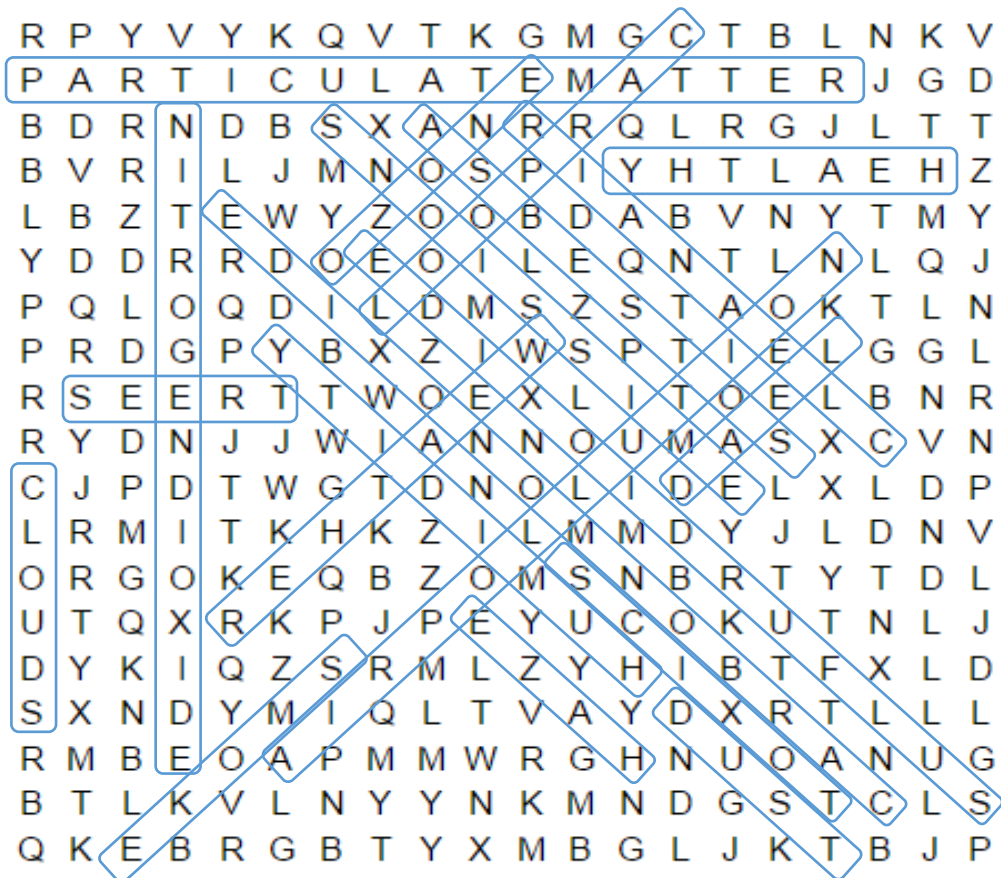 R P Y V Y K Q V T K G M G C T B L N K V
P A R T I C U L A T E M A T T E R J G D
B D R N D B S X A N R R Q L R G J L T T
B V R I L J M N O S P I Y H T L A E H Z
L B Z T E W Y Z O O B D A B V N Y T M Y
Y D D R R D O E O I L E Q N T L N L Q J
P Q L O Q D I L D M S Z S T A O K T L N
P R D G P Y B X Z I W S P T I E L G G L
R S E E R T T W O E X L I T O E L B N R
R Y D N J J W I A N N O U M A S X C V N
C J P D T W G T D N O L I D E L X L D P
L R M I T K H K Z I L M M D Y J L D N V
O R G O K E Q B Z O M S N B R T Y T D L
U T Q X R K P J P E Y U C O K U T N L J
D Y K I Q Z S R M L Z Y H I B T F X L D
S X N D Y M I Q L T V A Y D X R T L L L
R M B E O A P M M W R G H N U O A N U G
B T L K V L N Y Y N K M N D G S T C L S
Q K E B R G B T Y X M B G L J K T B J P